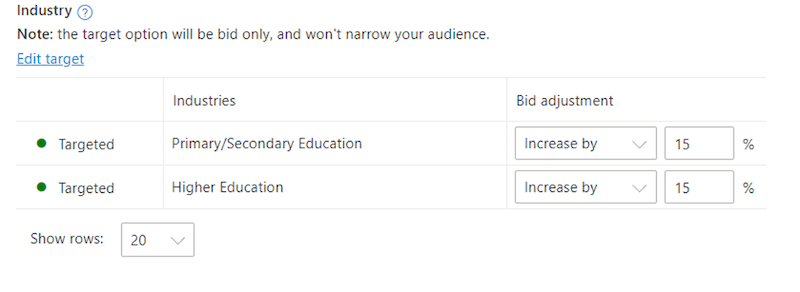 Industry ?
Note: the target option will be bid only, and won't narrow your audience.
Edit target
Industries Bid adjustment
Targeted Primary/Secondary Education Increase by 15 %
Targeted Higher Education Increase by 15 %
Show rows: 20